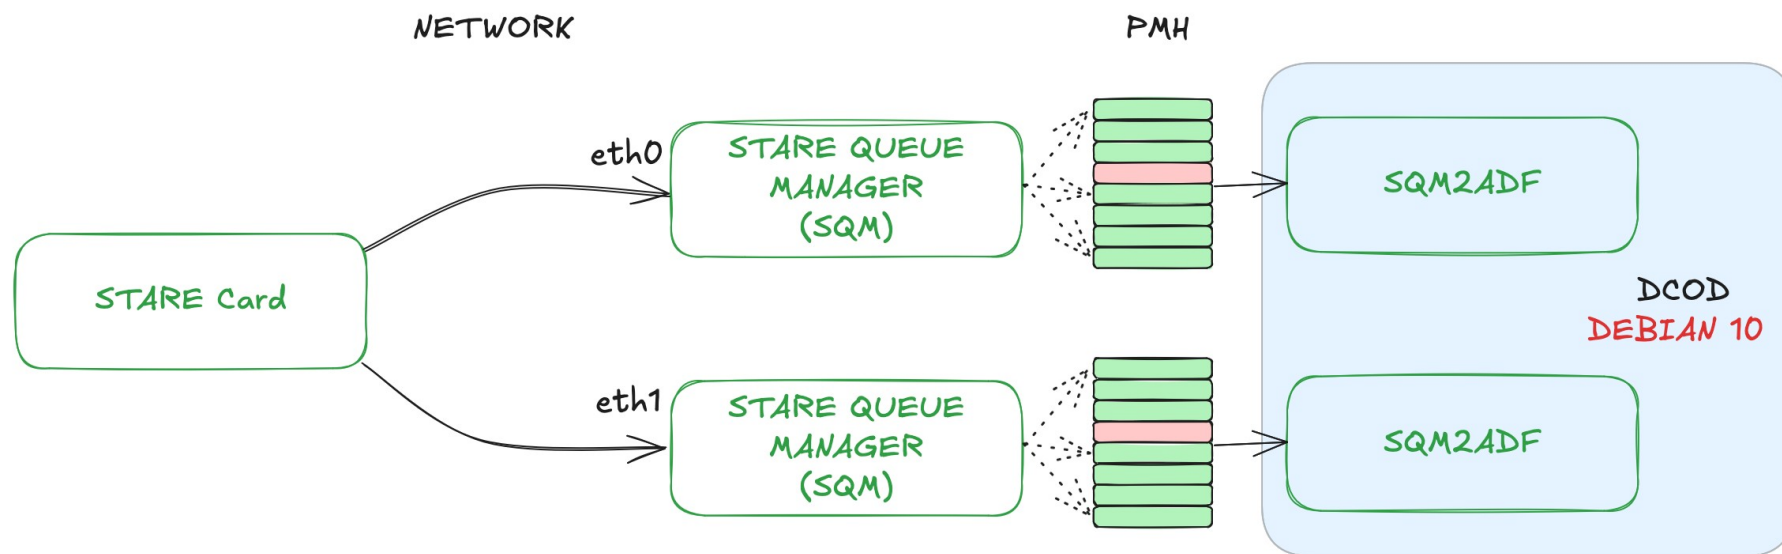 NETWORK
PMH
eth0
STARE QUEUE
MANAGER
(SQM)
SQM2ADF
STARE Card
DCOD
DEBIAN 10
eth1
STARE QUEUE
MANAGER
(SQM)
SQM2ADF